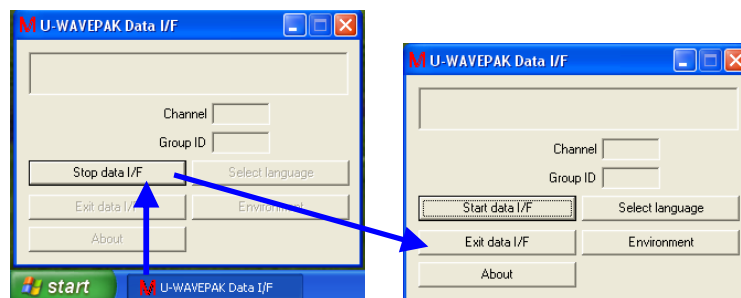 M U-WAVEPAK Data I/F
Channel
Group ID
Stop data I/F
Select language
Exit data I/F
Environment
About
start
M U-WAVEPAK Data I/F
M U-WAVEPAK Data I/F
Channel
Group ID
Start data I/F
Select language
Exit data I/F
Environment
About